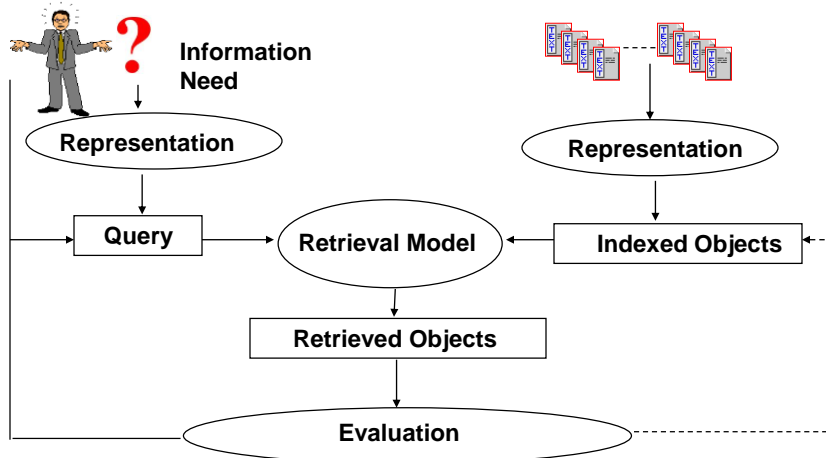 ?
Information
Need
TEXT TEXT TEXT TEXT TEXT TEXT TEXT TEXT
Representation
Representation
Query
Retrieval Model
Indexed Objects
Retrieved Objects
Evaluation